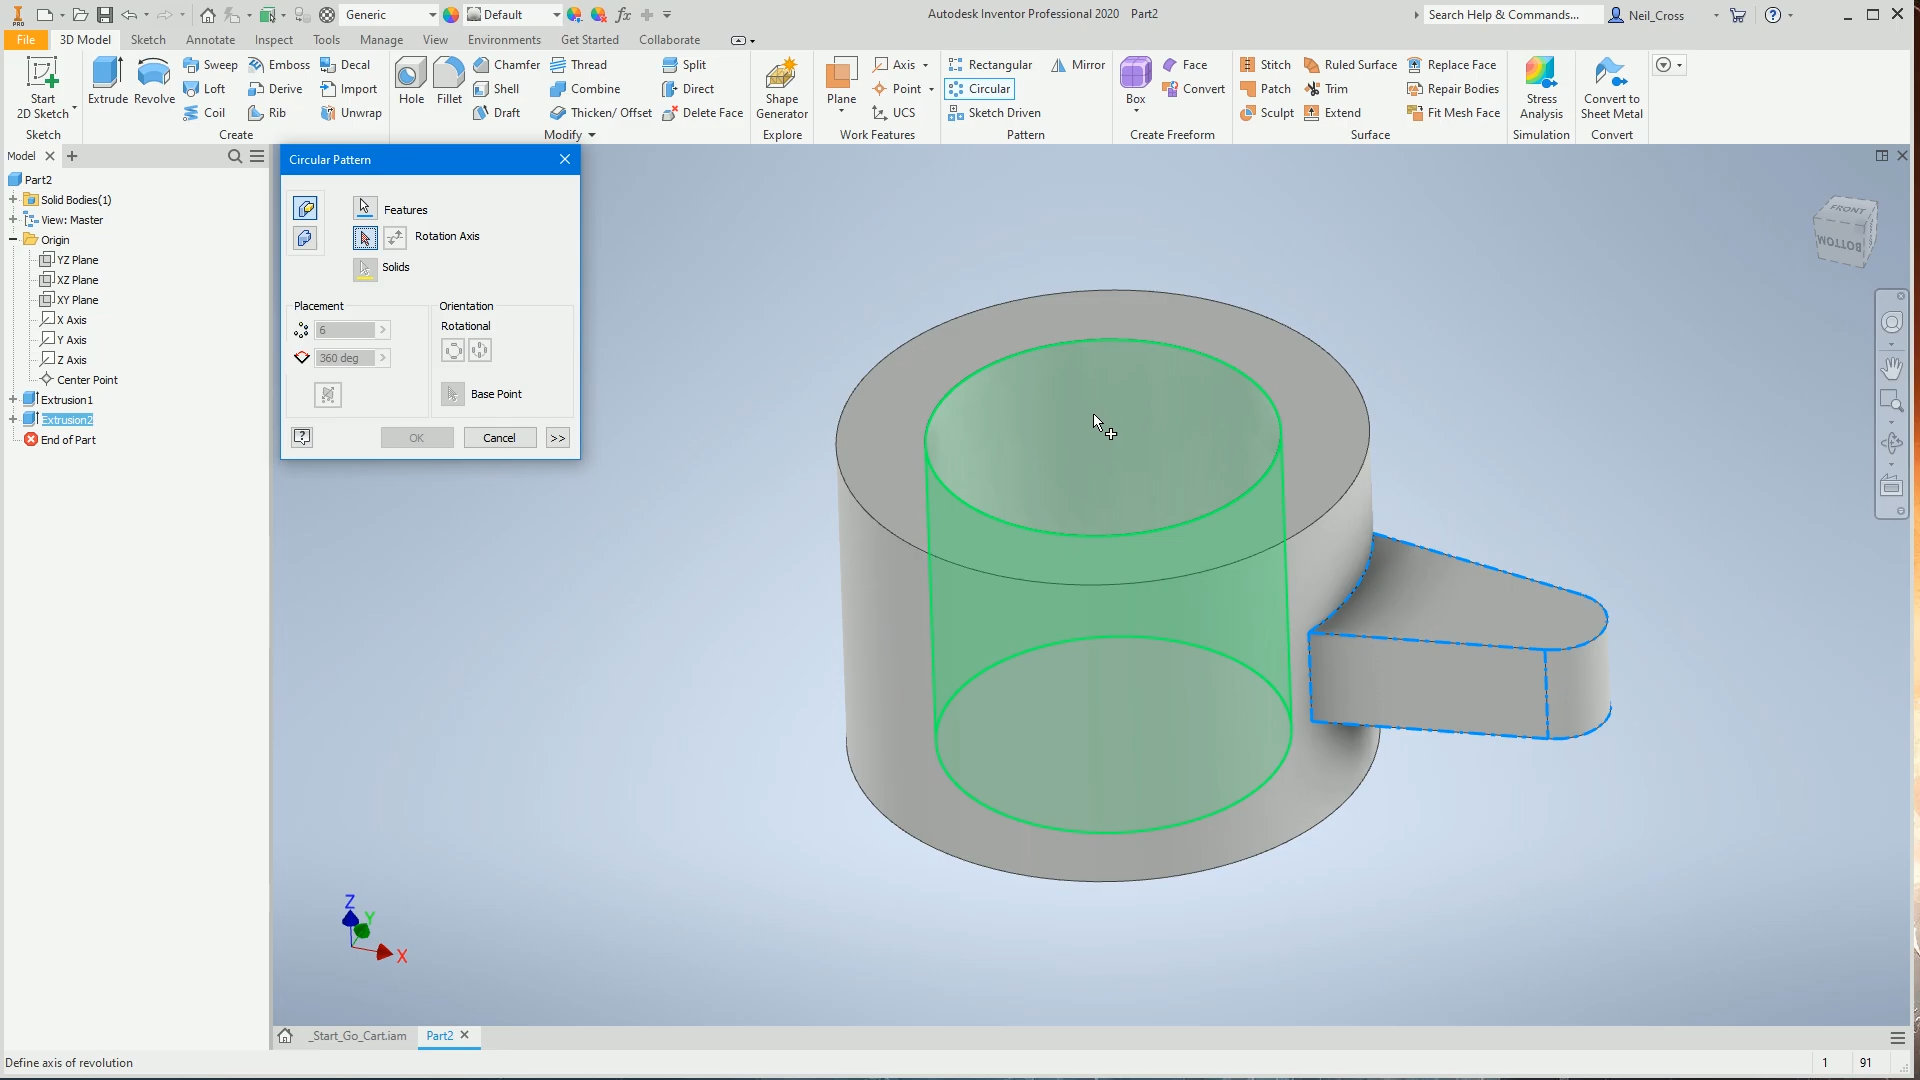 Generic
Default
fx
Autodesk Inventor Professional 2020 Part2
Search Help & Commands...
Neil_Cross
File
3D Model
Sketch
Annotate
Inspect
Tools
Manage
View
Environments
Get Started
Collaborate
Start
2D Sketch
Sketch
Extrude
Revolve
Sweep
Loft
Coil
Emboss
Derive
Rib
Decal
Import
Unwrap
Create
Hole
Fillet
Chamfer
Shell
Draft
Thread
Combine
Thicken/ Offset
Split
Direct
Delete Face
Modify
Shape
Generator
Explore
Plane
Axis
Point
UCS
Work Features
Rectangular
Circular
Sketch Driven
Mirror
Pattern
Box
Face
Convert
Create Freeform
Stitch
Patch
Sculpt
Ruled Surface
Trim
Extend
Replace Face
Repair Bodies
Fit Mesh Face
Surface
Stress
Analysis
Simulation
Convert to
Sheet Metal
Convert
Model
Part2
Solid Bodies(1)
View: Master
Origin
YZ Plane
XZ Plane
XY Plane
X Axis
Y Axis
Z Axis
Center Point
Extrusion1
Extrusion2
End of Part
Circular Pattern
Features
Rotation Axis
Solids
Placement
6
360 deg
Orientation
Rotational
Base Point
OK
Cancel
>>
FRONT
BOTTOM
Z
Y
X
_Start_Go_Cart.iam
Part2
Define axis of revolution
1
91